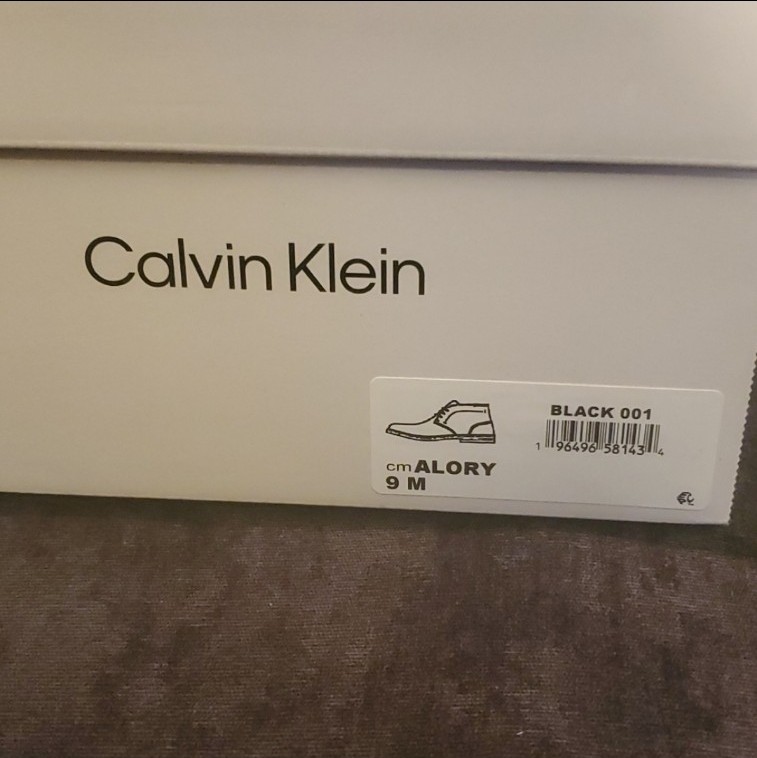 Calvin Klein
BLACK 001
1 96496 58143 4
cm ALORY
9 M